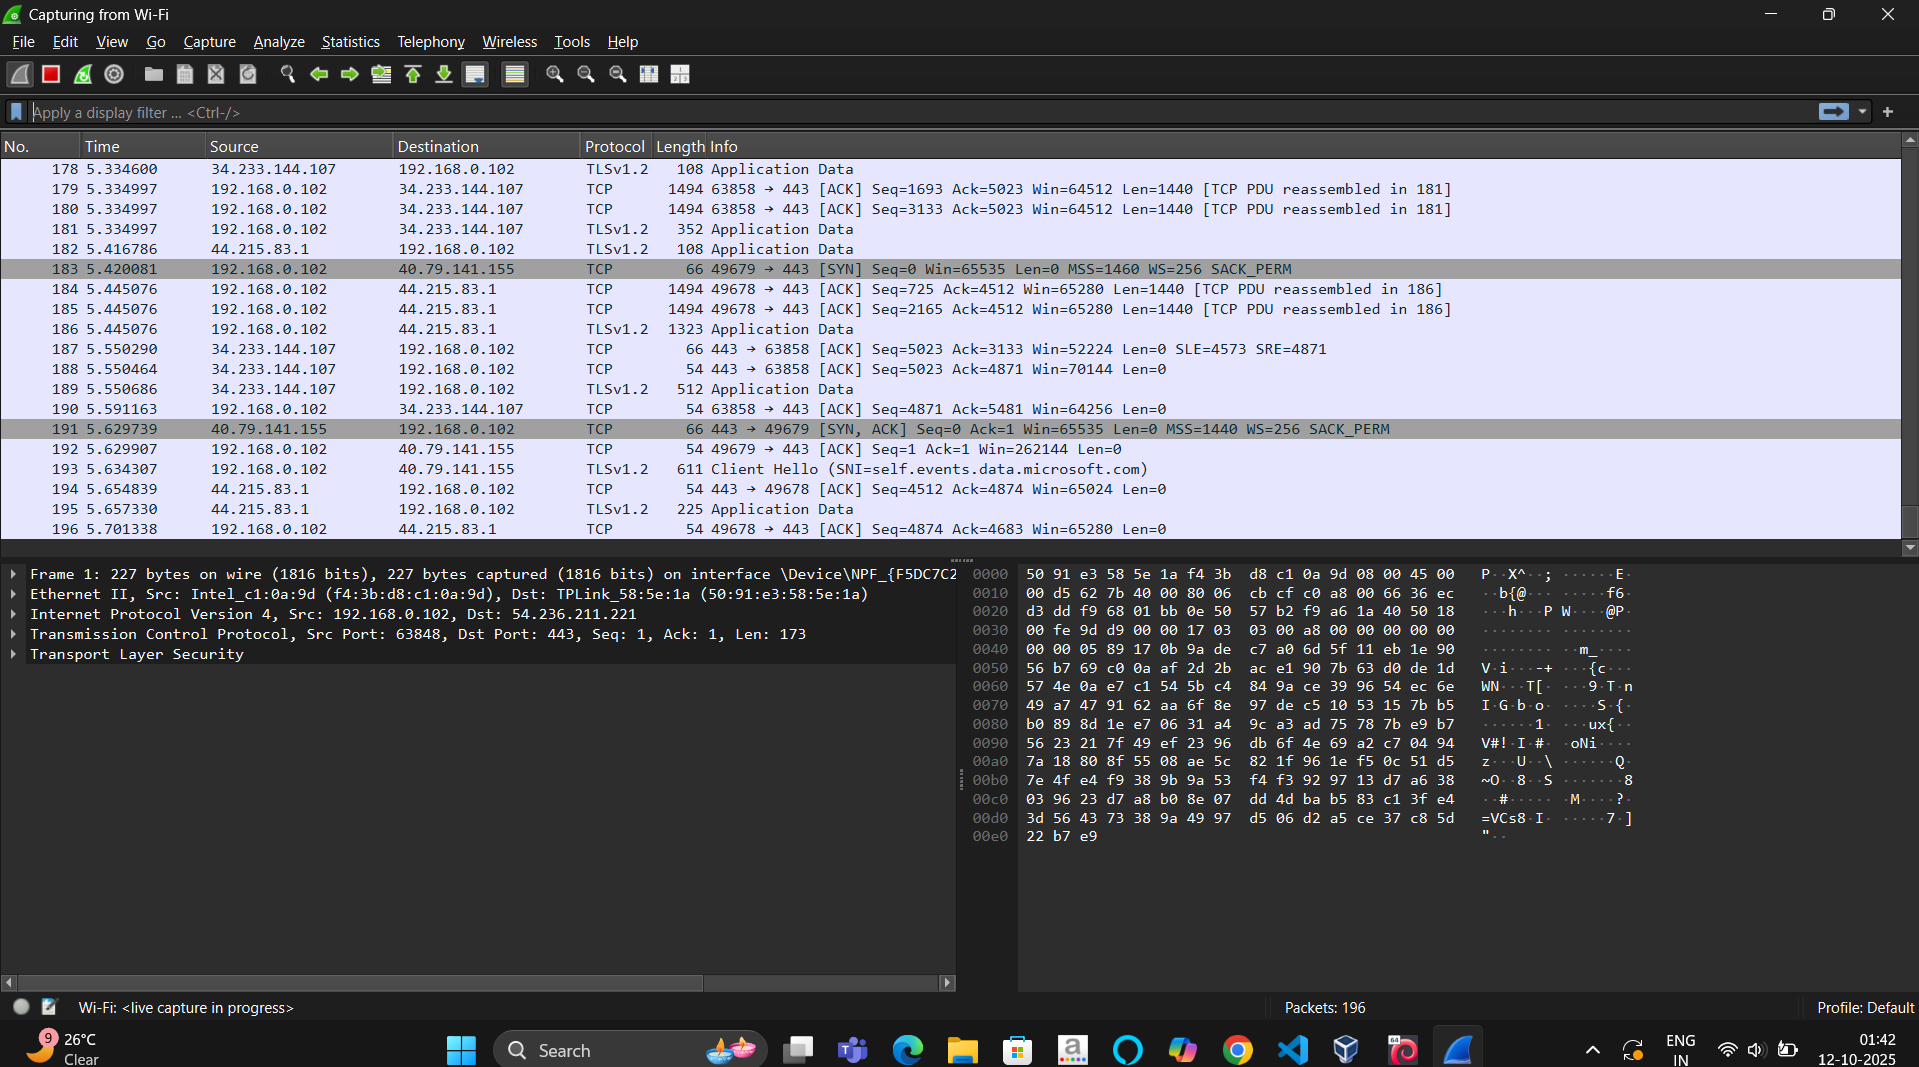 Capturing from Wi-Fi
File Edit View Go Capture Analyze Statistics Telephony Wireless Tools Help
Apply a display filter ... <Ctrl-/>
No. Time Source Destination Protocol Length Info
178 5.334600 34.233.144.107 192.168.0.102 TLSv1.2 108 Application Data
179 5.334997 192.168.0.102 34.233.144.107 TCP 1494 63858 → 443 [ACK] Seq=1693 Ack=5023 Win=64512 Len=1440 [TCP PDU reassembled in 181]
180 5.334997 192.168.0.102 34.233.144.107 TCP 1494 63858 → 443 [ACK] Seq=3133 Ack=5023 Win=64512 Len=1440 [TCP PDU reassembled in 181]
181 5.334997 192.168.0.102 34.233.144.107 TLSv1.2 352 Application Data
182 5.416786 44.215.83.1 192.168.0.102 TLSv1.2 108 Application Data
183 5.420081 192.168.0.102 40.79.141.155 TCP 66 49679 → 443 [SYN] Seq=0 Win=65535 Len=0 MSS=1460 WS=256 SACK_PERM
184 5.445076 192.168.0.102 44.215.83.1 TCP 1494 49678 → 443 [ACK] Seq=725 Ack=4512 Win=65280 Len=1440 [TCP PDU reassembled in 186]
185 5.445076 192.168.0.102 44.215.83.1 TCP 1494 49678 → 443 [ACK] Seq=2165 Ack=4512 Win=65280 Len=1440 [TCP PDU reassembled in 186]
186 5.445076 192.168.0.102 44.215.83.1 TLSv1.2 1323 Application Data
187 5.550290 34.233.144.107 192.168.0.102 TCP 66 443 → 63858 [ACK] Seq=5023 Ack=3133 Win=52224 Len=0 SLE=4573 SRE=4871
188 5.550464 34.233.144.107 192.168.0.102 TCP 54 443 → 63858 [ACK] Seq=5023 Ack=4871 Win=70144 Len=0
189 5.550686 34.233.144.107 192.168.0.102 TLSv1.2 512 Application Data
190 5.591163 192.168.0.102 34.233.144.107 TCP 54 63858 → 443 [ACK] Seq=4871 Ack=5481 Win=64256 Len=0
191 5.629739 40.79.141.155 192.168.0.102 TCP 66 443 → 49679 [SYN, ACK] Seq=0 Ack=1 Win=65535 Len=0 MSS=1440 WS=256 SACK_PERM
192 5.629907 192.168.0.102 40.79.141.155 TCP 54 49679 → 443 [ACK] Seq=1 Ack=1 Win=262144 Len=0
193 5.634307 192.168.0.102 40.79.141.155 TLSv1.2 611 Client Hello (SNI=self.events.data.microsoft.com)
194 5.654839 44.215.83.1 192.168.0.102 TCP 54 443 → 49678 [ACK] Seq=4512 Ack=4874 Win=65024 Len=0
195 5.657330 44.215.83.1 192.168.0.102 TLSv1.2 225 Application Data
196 5.701338 192.168.0.102 44.215.83.1 TCP 54 49678 → 443 [ACK] Seq=4874 Ack=4683 Win=65280 Len=0
Frame 1: 227 bytes on wire (1816 bits), 227 bytes captured (1816 bits) on interface \Device\NPF_{F5DC7C2
Ethernet II, Src: Intel_c1:0a:9d (f4:3b:d8:c1:0a:9d), Dst: TPLink_58:5e:1a (50:91:e3:58:5e:1a)
Internet Protocol Version 4, Src: 192.168.0.102, Dst: 54.236.211.221
Transmission Control Protocol, Src Port: 63848, Dst Port: 443, Seq: 1, Ack: 1, Len: 173
Transport Layer Security
0000 50 91 e3 58 5e 1a f4 3b d8 c1 0a 9d 08 00 45 00 P··X^··; ······E·
0010 00 d5 62 7b 40 00 80 06 cb cf c0 a8 00 66 36 ec ··b{@··· ·····f6·
0020 d3 dd f9 68 01 bb 0e 50 57 b2 f9 a6 1a 40 50 18 ···h···P W····@P·
0030 00 fe 9d d9 00 00 17 03 03 00 a8 00 00 00 00 00 ········ ········
0040 00 00 05 89 17 0b 9a de c7 a0 6d 5f 11 eb 1e 90 ········ ··m_····
0050 56 b7 69 c0 0a af 2d 2b ac e1 90 7b 63 d0 de 1d V·i···-+ ···{c···
0060 57 4e 0a e7 c1 54 5b c4 84 9a ce 39 96 54 ec 6e WN···T[· ···9·T·n
0070 49 a7 47 91 62 aa 6f 8e 97 de c5 10 53 15 7b b5 I·G·b·o· ····S·{·
0080 b0 89 8d 1e e7 06 31 a4 9c a3 ad 75 78 7b e9 b7 ······1· ···ux{··
0090 56 23 21 7f 49 ef 23 96 db 6f 4e 69 a2 c7 04 94 V#!·I·#· ·oNi····
00a0 7a 18 80 8f 55 08 ae 5c 82 1f 96 1e f5 0c 51 d5 z···U··\ ······Q·
00b0 7e 4f e4 f9 38 9b 9a 53 f4 f3 92 97 13 d7 a6 38 ~O··8··S ·······8
00c0 03 96 23 d7 a8 b0 8e 07 dd 4d ba b5 83 c1 3f e4 ··#····· ·M····?·
00d0 3d 56 43 73 38 9a 49 97 d5 06 d2 a5 ce 37 c8 5d =VCs8·I· ·····7·]
00e0 22 b7 e9 "··
Wi-Fi: <live capture in progress> Packets: 196 Profile: Default
9 26°C
Clear
Search
a
64
ENG
IN
01:42
12-10-2025